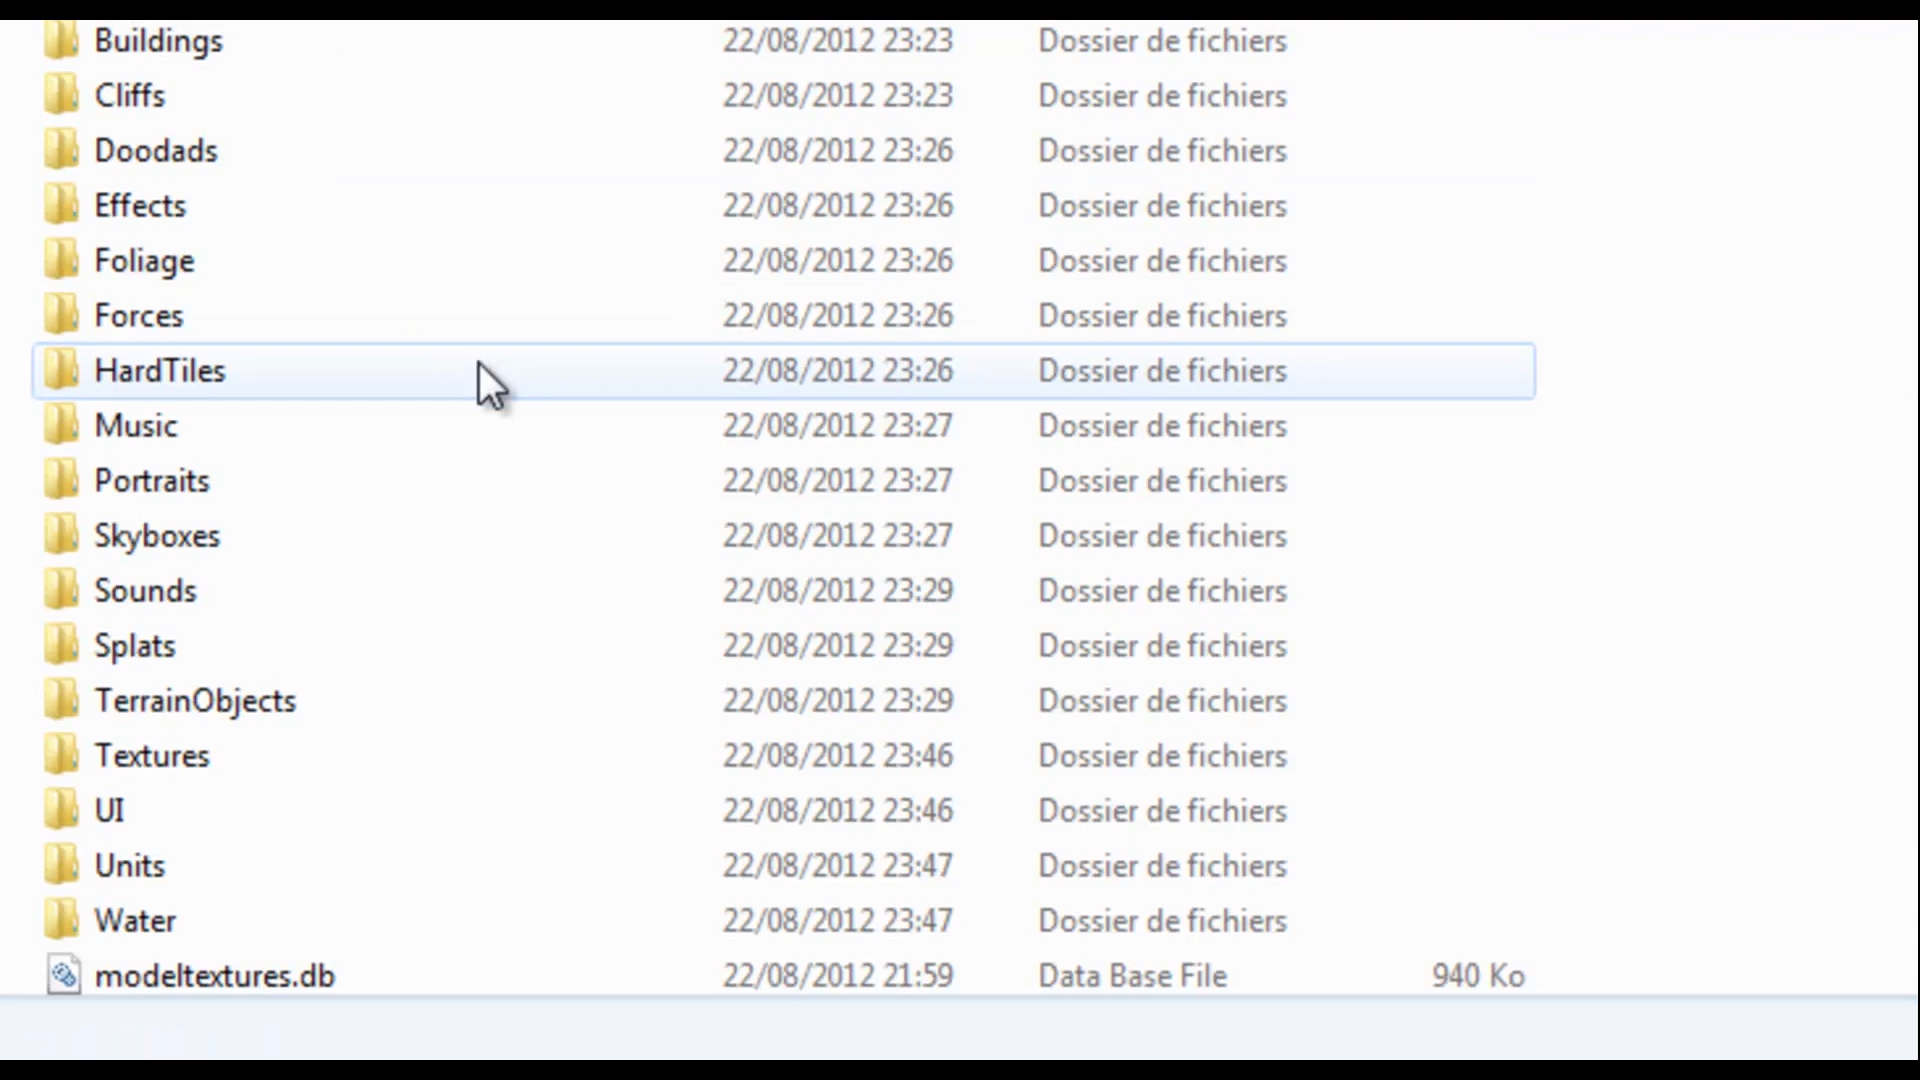 Buildings 22/08/2012 23:23 Dossier de fichiers
Cliffs 22/08/2012 23:23 Dossier de fichiers
Doodads 22/08/2012 23:26 Dossier de fichiers
Effects 22/08/2012 23:26 Dossier de fichiers
Foliage 22/08/2012 23:26 Dossier de fichiers
Forces 22/08/2012 23:26 Dossier de fichiers
HardTiles 22/08/2012 23:26 Dossier de fichiers
Music 22/08/2012 23:27 Dossier de fichiers
Portraits 22/08/2012 23:27 Dossier de fichiers
Skyboxes 22/08/2012 23:27 Dossier de fichiers
Sounds 22/08/2012 23:29 Dossier de fichiers
Splats 22/08/2012 23:29 Dossier de fichiers
TerrainObjects 22/08/2012 23:29 Dossier de fichiers
Textures 22/08/2012 23:46 Dossier de fichiers
UI 22/08/2012 23:46 Dossier de fichiers
Units 22/08/2012 23:47 Dossier de fichiers
Water 22/08/2012 23:47 Dossier de fichiers
modeltextures.db 22/08/2012 21:59 Data Base File 940 Ko